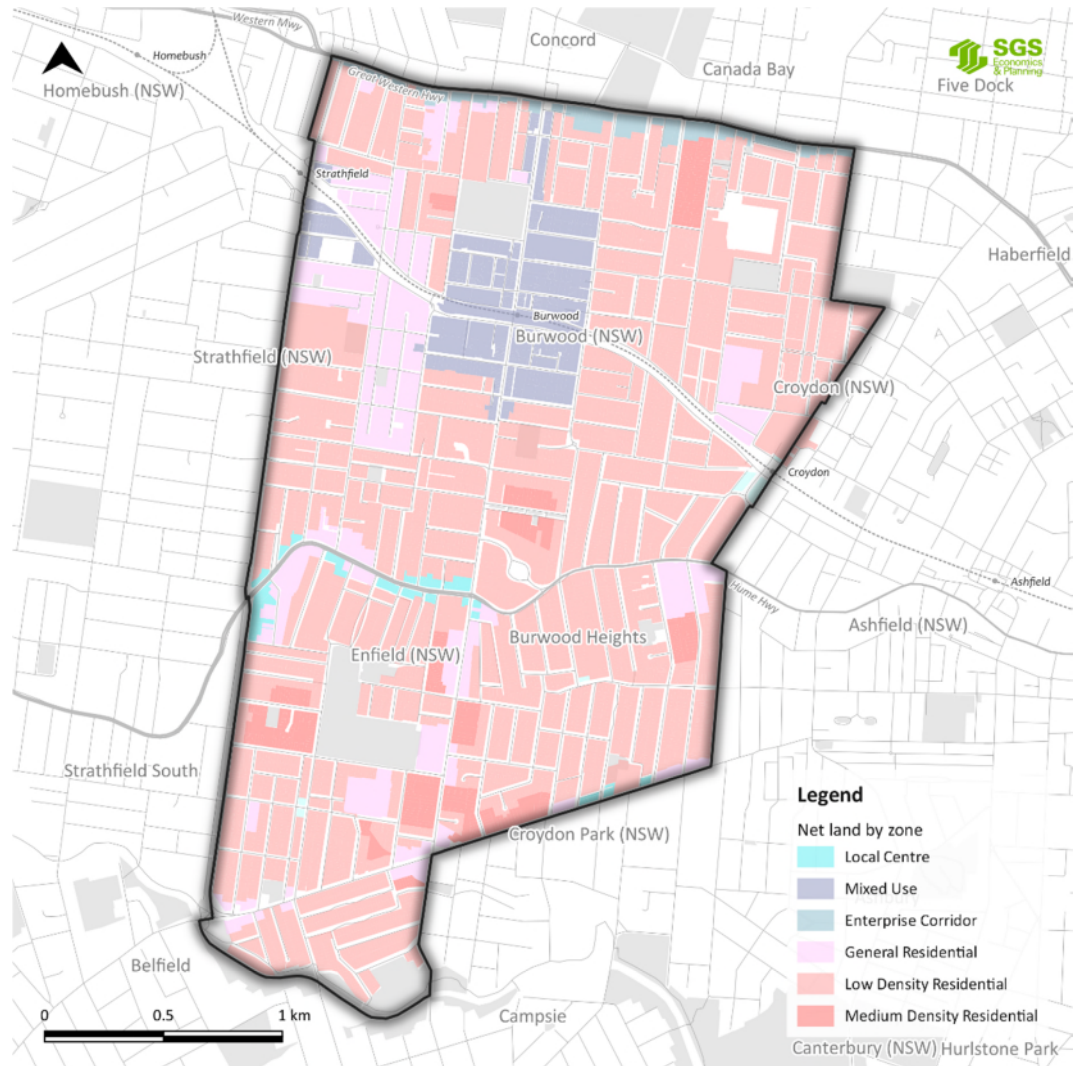 Western Mwy
Concord
SGS
Economics
& Planning
Homebush
Homebush (NSW)
Great Western Hwy
Canada Bay
Five Dock
Strathfield
Haberfield
Burwood
Burwood (NSW)
Strathfield (NSW)
Croydon (NSW)
Croydon
Ashfield
Hume Hwy
Ashfield (NSW)
Burwood Heights
Enfield (NSW)
Strathfield South
Croydon Park (NSW)
Legend
Net land by zone
Local Centre
Mixed Use
Ashbury
Enterprise Corridor
General Residential
Low Density Residential
Medium Density Residential
Belfield
Campsie
0 0.5 1 km
Canterbury (NSW) Hurlstone Park